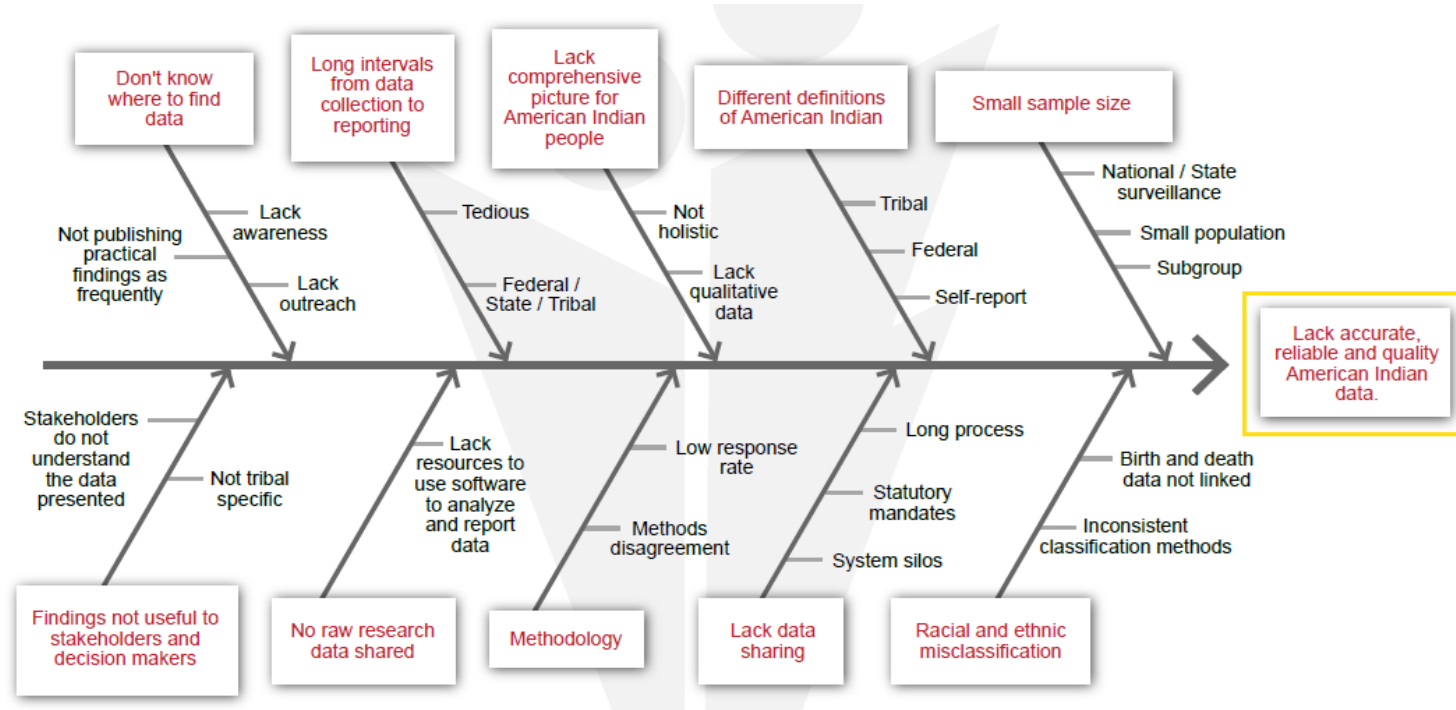 Don't know
where to find
data
Long intervals
from data
collection to
reporting
Lack
comprehensive
picture for
American Indian
people
Different definitions
of American Indian
Small sample size
Lack
awareness
Not publishing
practical
findings as
frequently
Lack
outreach
Tedious
Federal /
State / Tribal
Not
holistic
Lack
qualitative
data
Tribal
Federal
Self-report
National / State
surveillance
Small population
Subgroup
Lack accurate,
reliable and quality
American Indian
data.
Stakeholders
do not
understand
the data
presented
Not tribal
specific
Lack
resources to
use software
to analyze
and report
data
Low response
rate
Methods
disagreement
Long process
Statutory
mandates
System silos
Birth and death
data not linked
Inconsistent
classification methods
Findings not useful to
stakeholders and
decision makers
No raw research
data shared
Methodology
Lack data
sharing
Racial and ethnic
misclassification